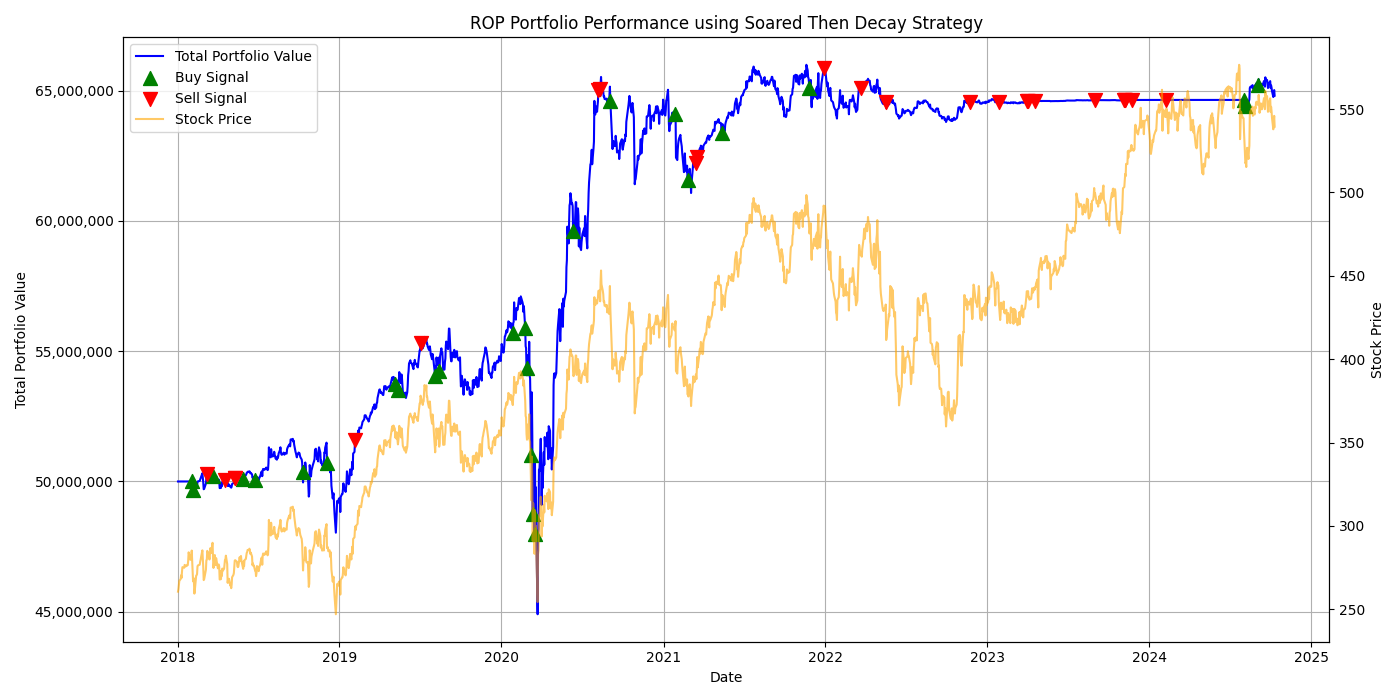 ROP Portfolio Performance using Soared Then Decay Strategy
Total Portfolio Value
Buy Signal
Sell Signal
Stock Price
65,000,000
60,000,000
55,000,000
50,000,000
45,000,000
Total Portfolio Value
550
500
450
400
350
300
250
Stock Price
2018
2019
2020
2021
2022
2023
2024
2025
Date